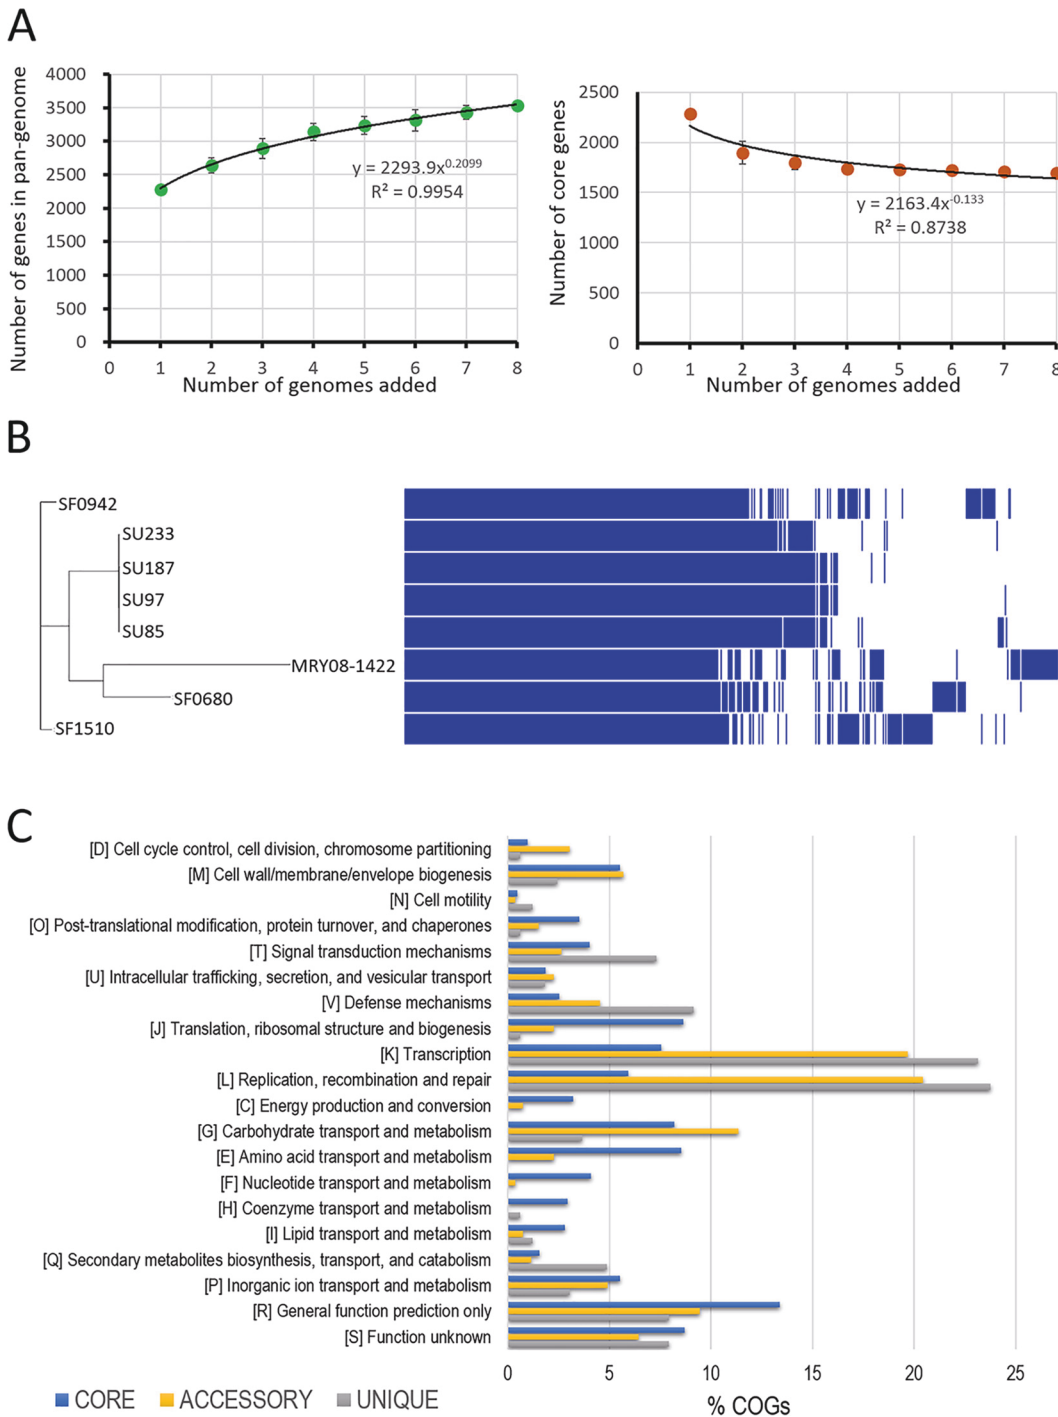 A
Number of genes in pan-genome
4000
3500
3000
2500
2000
1500
1000
500
0
y = 2293.9x^0.2099
R² = 0.9954
0 1 2 3 4 5 6 7 8
Number of genomes added
Number of core genes
2500
2000
1500
1000
500
0
y = 2163.4x^-0.133
R² = 0.8738
0 1 2 3 4 5 6 7 8
Number of genomes added
B
SF0942
SU233
SU187
SU97
SU85
MRY08-1422
SF0680
SF1510
C
[D] Cell cycle control, cell division, chromosome partitioning
[M] Cell wall/membrane/envelope biogenesis
[N] Cell motility
[O] Post-translational modification, protein turnover, and chaperones
[T] Signal transduction mechanisms
[U] Intracellular trafficking, secretion, and vesicular transport
[V] Defense mechanisms
[J] Translation, ribosomal structure and biogenesis
[K] Transcription
[L] Replication, recombination and repair
[C] Energy production and conversion
[G] Carbohydrate transport and metabolism
[E] Amino acid transport and metabolism
[F] Nucleotide transport and metabolism
[H] Coenzyme transport and metabolism
[I] Lipid transport and metabolism
[Q] Secondary metabolites biosynthesis, transport, and catabolism
[P] Inorganic ion transport and metabolism
[R] General function prediction only
[S] Function unknown
0 5 10 15 20 25
% COGs
CORE ACCESSORY UNIQUE